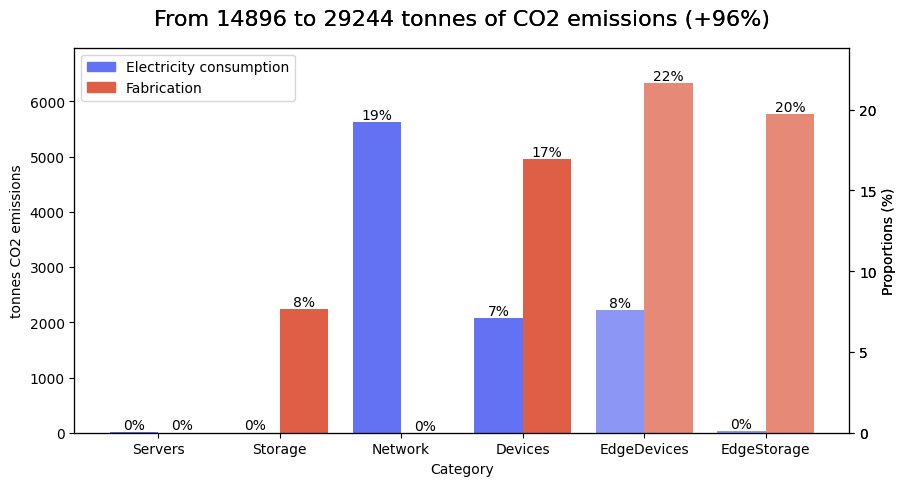 From 14896 to 29244 tonnes of CO2 emissions (+96%)
Electricity consumption
Fabrication
tonnes CO2 emissions
6000
5000
4000
3000
2000
1000
0
0%
0%
0%
8%
19%
0%
7%
17%
8%
22%
0%
20%
20
15
10
5
0
Proportions (%)
Servers
Storage
Network
Devices
EdgeDevices
EdgeStorage
Category